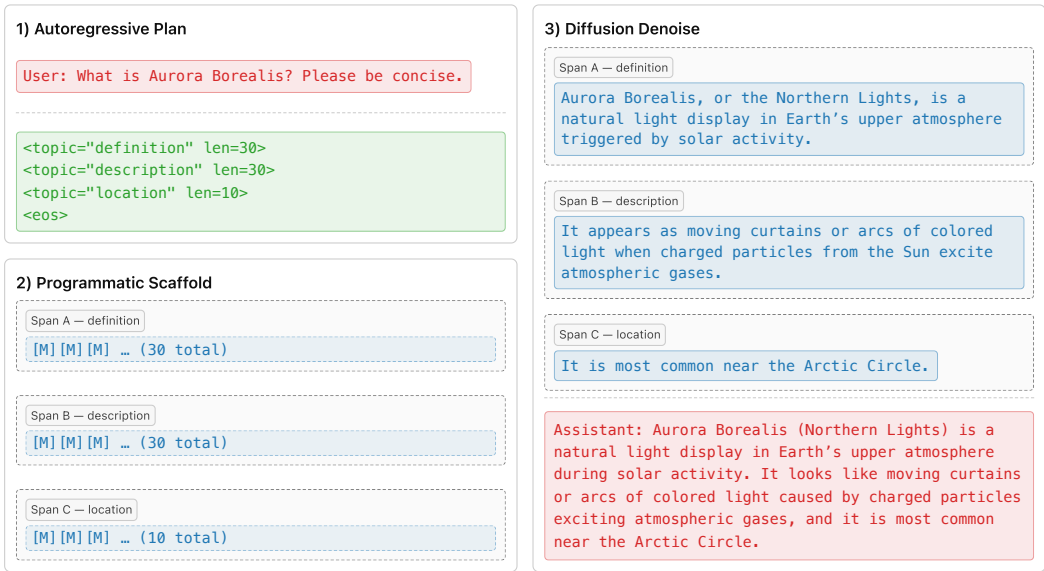 1) Autoregressive Plan
User: What is Aurora Borealis? Please be concise.
<topic="definition" len=30>
<topic="description" len=30>
<topic="location" len=10>
<eos>
2) Programmatic Scaffold
Span A — definition
[M][M][M] … (30 total)
Span B — description
[M][M][M] … (30 total)
Span C — location
[M][M][M] … (10 total)
3) Diffusion Denoise
Span A — definition
Aurora Borealis, or the Northern Lights, is a
natural light display in Earth’s upper atmosphere
triggered by solar activity.
Span B — description
It appears as moving curtains or arcs of colored
light when charged particles from the Sun excite
atmospheric gases.
Span C — location
It is most common near the Arctic Circle.
Assistant: Aurora Borealis (Northern Lights) is a
natural light display in Earth’s upper atmosphere
during solar activity. It looks like moving curtains
or arcs of colored light caused by charged particles
exciting atmospheric gases, and it is most common
near the Arctic Circle.